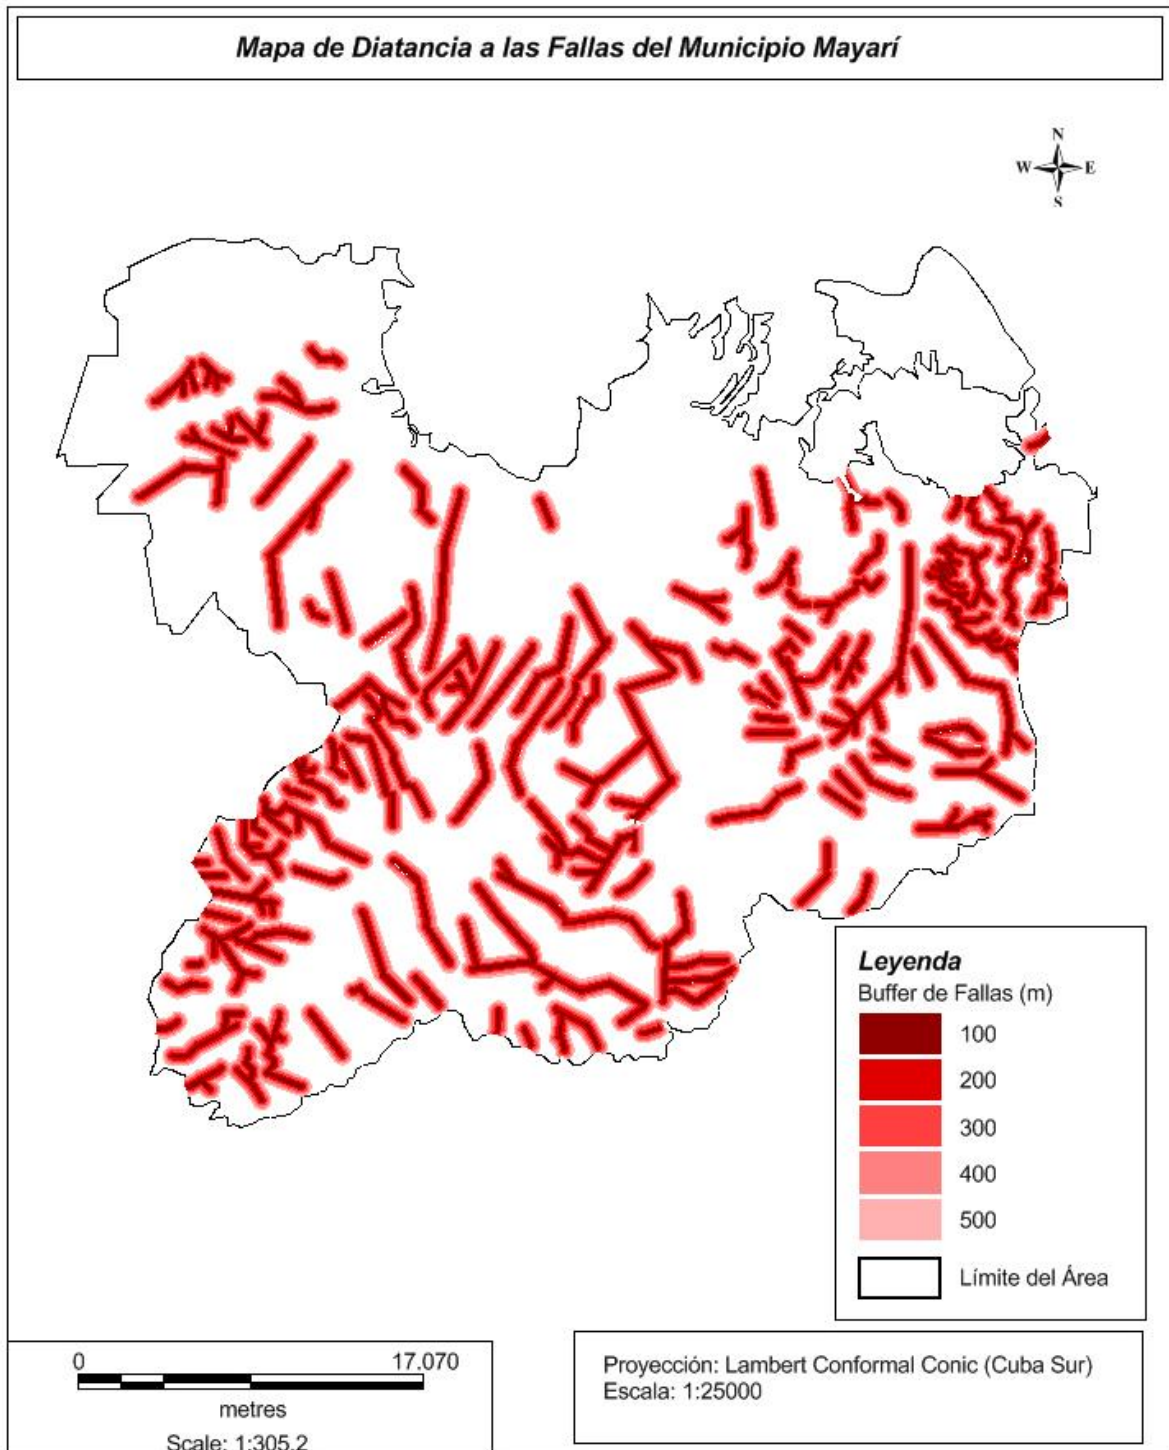 Mapa de Diatancia a las Fallas del Municipio Mayarí
N
W E
S
Leyenda
Buffer de Fallas (m)
100
200
300
400
500
Límite del Área
0 17.070
metres
Scale: 1:305.2
Proyección: Lambert Conformal Conic (Cuba Sur)
Escala: 1:25000